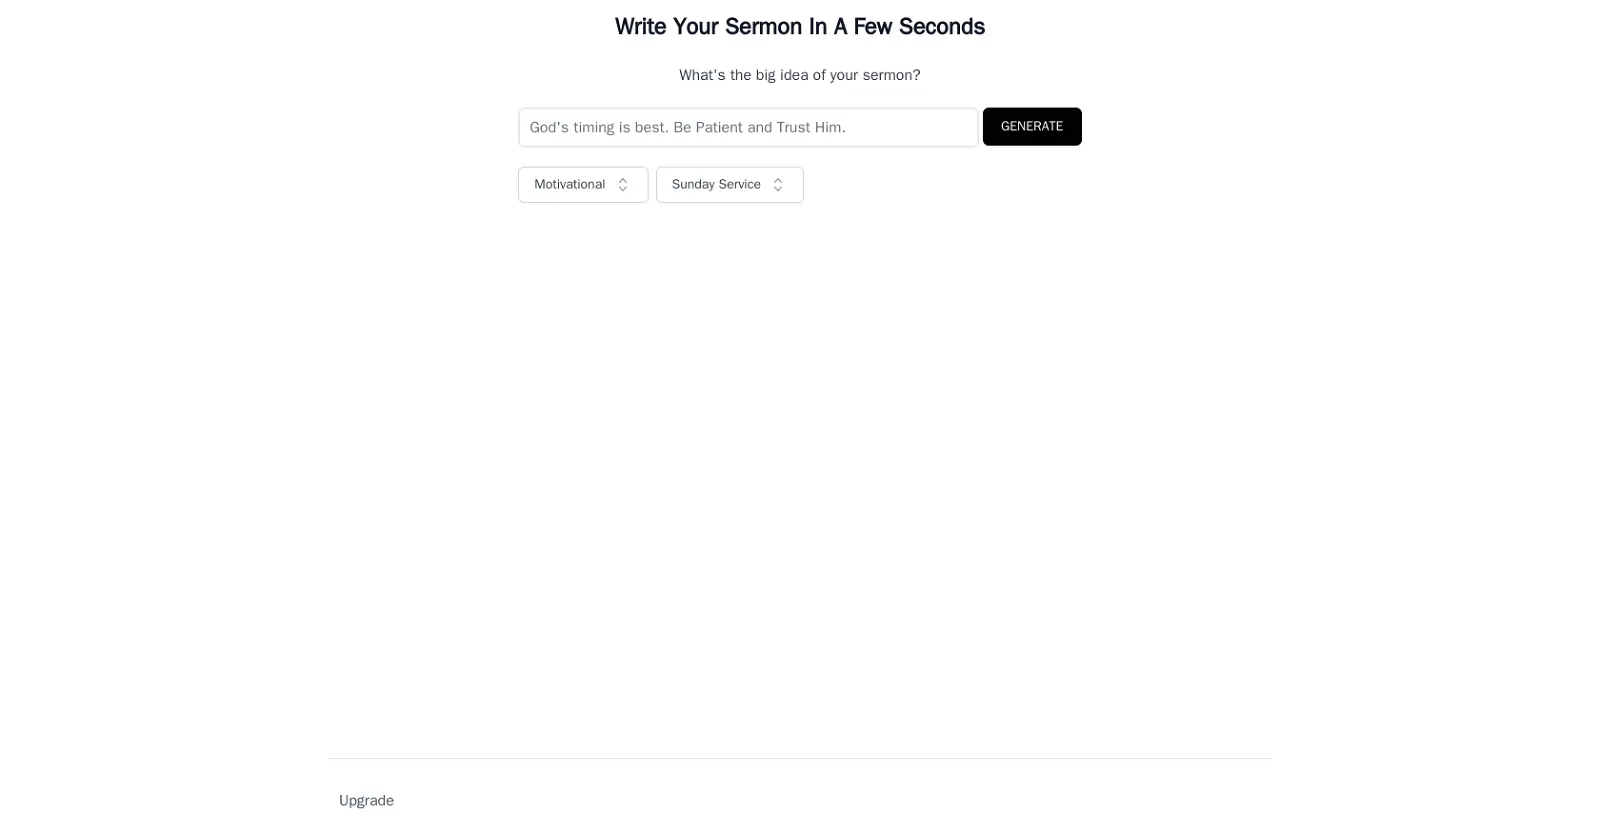 Write Your Sermon In A Few Seconds
What's the big idea of your sermon?
God's timing is best. Be Patient and Trust Him.
GENERATE
Motivational
Sunday Service
Upgrade